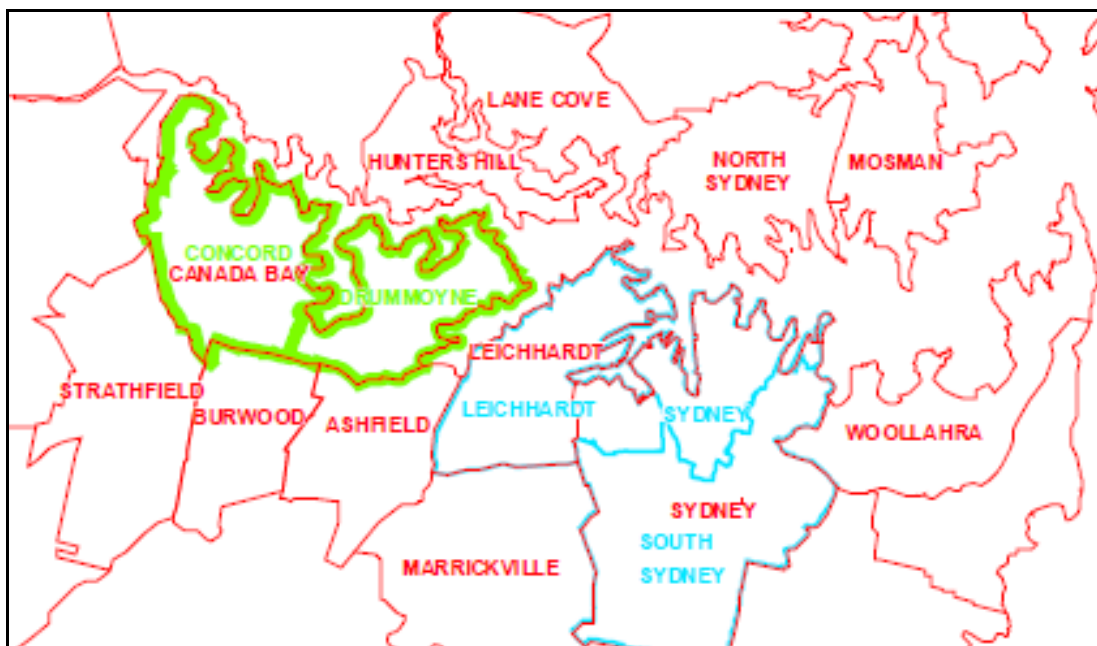 LANE COVE
HUNTERS HILL
NORTH
SYDNEY
MOSMAN
CONCORD
CANADA BAY
DRUMMOYNE
LEICHHARDT
STRATHFIELD
BURWOOD
ASHFIELD
LEICHHARDT
SYDNEY
WOOLLAHRA
SYDNEY
SOUTH
SYDNEY
MARRICKVILLE